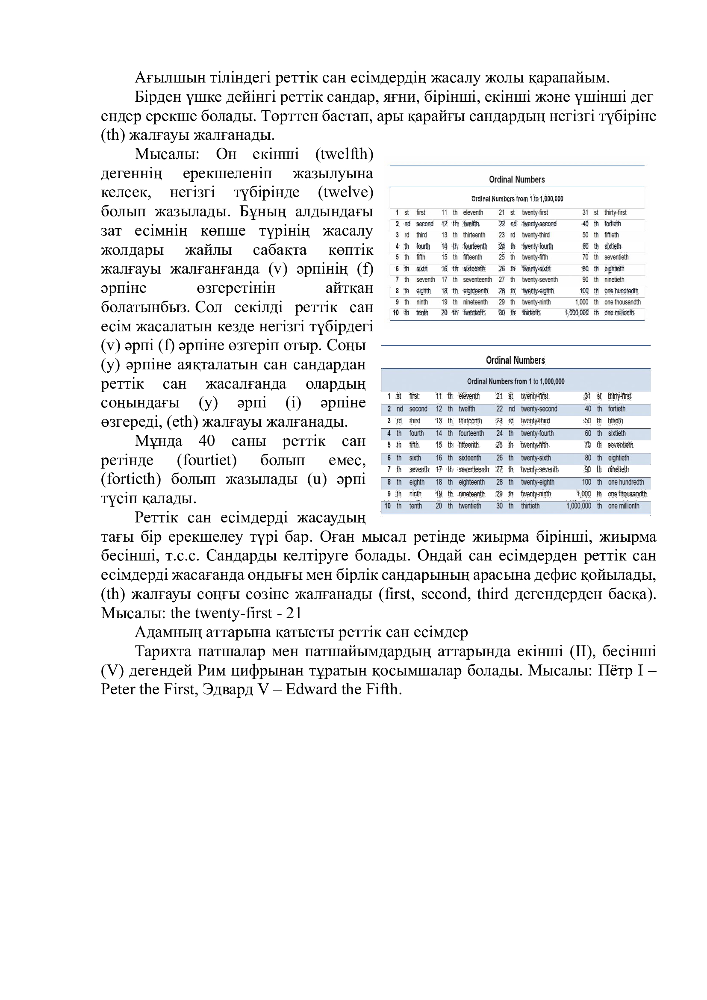 Ағылшын тіліндегі реттік сан есімдердің жасалу жолы қарапайым.
Бірден үшке дейінгі реттік сандар, яғни, бірінші, екінші және үшінші дег
ендер ерекше болады. Төрттен бастап, ары қарайғы сандардың негізгі түбіріне
(th) жалғауы жалғанады.
Мысалы: Он екінші (twelfth)
дегеннің ерекшеленіп жазылуына
келсек, негізгі түбірінде (twelve)
болып жазылады. Бұның алдындағы
зат есімнің көпше түрінің жасалу
жолдары жайлы сабақта көптік
жалғауы жалғанғанда (v) әрпінің (f)
әрпіне өзгеретінін айтқан
болатынбыз. Сол секілді реттік сан
есім жасалатын кезде негізгі түбірдегі
(v) әрпі (f) әрпіне өзгеріп отыр. Соңы
(y) әрпіне аяқталатын сан сандардан
реттік сан жасалғанда олардың
соңындағы (y) әрпі (i) әрпіне
өзгереді, (eth) жалғауы жалғанады.
Мұнда 40 саны реттік сан
ретінде (fourtiet) болып емес,
(fortieth) болып жазылады (u) әрпі
түсіп қалады.
Реттік сан есімдерді жасаудың
тағы бір ерекшелеу түрі бар. Оған мысал ретінде жиырма бірінші, жиырма
бесінші, т.с.с. Сандарды келтіруге болады. Ондай сан есімдерден реттік сан
есімдерді жасағанда ондығы мен бірлік сандарының арасына дефис қойылады,
(th) жалғауы соңғы сөзіне жалғанады (first, second, third дегендерден басқа).
Мысалы: the twenty-first - 21
Адамның аттарына қатысты реттік сан есімдер
Тарихта патшалар мен патшайымдардың аттарында екінші (II), бесінші
(V) дегендей Рим цифрынан тұратын қосымшалар болады. Мысалы: Пётр I –
Peter the First, Эдвард V – Edward the Fifth.
Ordinal Numbers
Ordinal Numbers from 1 to 1,000,000
1 st first 11 th eleventh 21 st twenty-first 31 st thirty-first
2 nd second 12 th twelfth 22 nd twenty-second 40 th fortieth
3 rd third 13 th thirteenth 23 rd twenty-third 50 th fiftieth
4 th fourth 14 th fourteenth 24 th twenty-fourth 60 th sixtieth
5 th fifth 15 th fifteenth 25 th twenty-fifth 70 th seventieth
6 th sixth 16 th sixteenth 26 th twenty-sixth 80 th eightieth
7 th seventh 17 th seventeenth 27 th twenty-seventh 90 th ninetieth
8 th eighth 18 th eighteenth 28 th twenty-eighth 100 th one hundredth
9 th ninth 19 th nineteenth 29 th twenty-ninth 1,000 th one thousandth
10 th tenth 20 th twentieth 30 th thirtieth 1,000,000 th one millionth
Ordinal Numbers
Ordinal Numbers from 1 to 1,000,000
1 st first 11 th eleventh 21 st twenty-first 31 st thirty-first
2 nd second 12 th twelfth 22 nd twenty-second 40 th fortieth
3 rd third 13 th thirteenth 23 rd twenty-third 50 th fiftieth
4 th fourth 14 th fourteenth 24 th twenty-fourth 60 th sixtieth
5 th fifth 15 th fifteenth 25 th twenty-fifth 70 th seventieth
6 th sixth 16 th sixteenth 26 th twenty-sixth 80 th eightieth
7 th seventh 17 th seventeenth 27 th twenty-seventh 90 th ninetieth
8 th eighth 18 th eighteenth 28 th twenty-eighth 100 th one hundredth
9 th ninth 19 th nineteenth 29 th twenty-ninth 1,000 th one thousandth
10 th tenth 20 th twentieth 30 th thirtieth 1,000,000 th one millionth